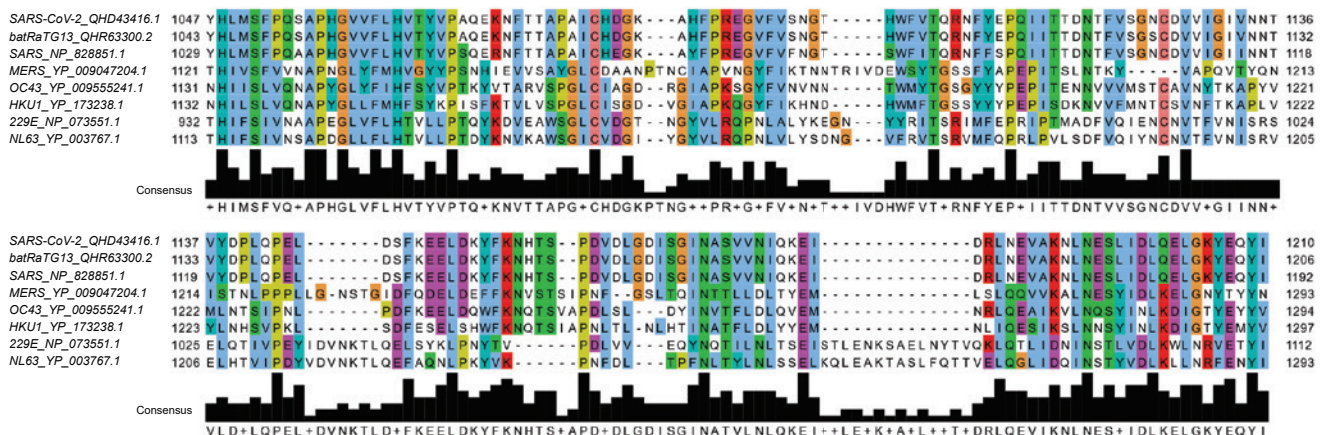 SARS-CoV-2_QHD43416.1 1047 YHLMSFPQSAPHGVVFLHVTYVPAQEKNFTTAPAICHDGK---AHFPREGVFVSNGT-----HWFVTQRNFYEPQIITTDNTFVSGNCDVVIGIVNNT 1136
batRaTG13_QHR63300.2 1043 YHLMSFPQSAPHGVVFLHVTYVPAQEKNFTTAPAICHDGK---AHFPREGVFVSNGT-----HWFVTQRNFYEPQIITTDNTFVSGSCDVVIGIVNNT 1132
SARS_NP_828851.1 1029 YHLMSFPQAAPHGVVFLHVTYVPSQERNFTTAPAICHEGK---AYFPREGVFVFNGT-----SWFITQRNFFSPQIITTDNTFVSGNCDVVIGIINNT 1118
MERS_YP_009047204.1 1121 THIVSFVVNAPNGLYFMHVGYYPSNHIEVVSAYGLCDAANPTNCIAPVNGYFIKTNNTRIVDEWSYTGSSFYAPEPITSLNTKY-----VAPQVTYQN 1213
OC43_YP_009555241.1 1131 NHILSLVQNAPYGLYFIHFSYVPTKYVTARVSPGLCIAGD--RGIAPKSGYFVNVN------NTWMYTGSGYYYPEPITENNVVVMSTCAVNYTKAPYV 1221
HKU1_YP_173238.1 1132 NHILSLVQNAPYGLLFMHFSYKPISFKTVLVSPGLCISGD--VGIAPKQGYFIKHND-----HWMFTGSSYYYPEPISDKNVVFMNTCSVNFTKAPLV 1222
229E_NP_073551.1 932 THIFSIVNAAPEGLVFLHTVLLPTQYKDVEAWSGLCVDGT---NGYVLRQPNLALYKEGN--YYRITSRIMFEPRIPTMADFVQIENCNVTFVNISRS 1024
NL63_YP_003767.1 1113 THIFSIVNSAPDGLLFLHTVLLPTDYKNVKAWSGICVDGI---YGYVLRQPNLVLYSDNG---VFRVTSRVMFQPRLPVLSDFVQIYNCNVTFVNISRS 1205
Consensus
+HIMSFVQ+APHGLVFLHVTYVPTQ+KNVTTAPG+CHDGKPTNG++PR+G+FV+N+T++IVDHWFVT+RNFYEP+IITTDNTVVSGNCDVV+GIINN+
SARS-CoV-2_QHD43416.1 1137 VYDPLQPEL-------DSFKEELDKYFKNHTS--PDVDLGDISGINASVVNIQKEI------------DRLNEVAKNLNESLIDLQELGKYEQYI 1210
batRaTG13_QHR63300.2 1133 VYDPLQPEL-------DSFKEELDKYFKNHTS--PDVDLGDISGINASVVNIQKEI------------DRLNEVAKNLNESLIDLQELGKYEQYI 1206
SARS_NP_828851.1 1119 VYDPLQPEL-------DSFKEELDKYFKNHTS--PDVDLGDISGINASVVNIQKEI------------DRLNEVAKNLNESLIDLQELGKYEQYI 1192
MERS_YP_009047204.1 1214 ISTNLPPPLLG-NSTGIDFQDELDEFFKNVSTSIPNF--GSLTQINTTLLDLTYEM------------LSLQQVVKALNESYIDLKELGNYTYYN 1293
OC43_YP_009555241.1 1222 MLNTSIPNL-------PDFKEELDQWFKNQTSVAPDLSL-DYINVTFLDLQVEM------------NRLQEAIKVLNQSYINLKDIGTYEYYV 1294
HKU1_YP_173238.1 1223 YLNHSVPKL-------SDFESELSHWFKNQTSIAPNLTL-NLHTINATFLDLYYEM------------NLIQESIKSLNNSYINLKDIGTYEMYV 1297
229E_NP_073551.1 1025 ELQTIVPEYIDVNKTLQELSYKLPNYTV------PDLVV---EQYNQTILNLTSEISTLENKSAELNYTVQKLQTLIDNINSTLVDLKWLNRVETYI 1112
NL63_YP_003767.1 1206 ELHTVIPDYVDVNKTLQEFAQNLPKYVK------PNFDL---TPFNLTYLNLSSELKQLEAKTASLFQTTVELQGLIDQINSTYVDLKLLNRFENYI 1293
Consensus
VLD+LQPEL+DVNKTLD+FKEELDKYFKNHTS+APD+DLGDISGINATVLNLQKEI++LE+K+A+L++T+DRLQEVIKNLNES+IDLKELGKYEQYI